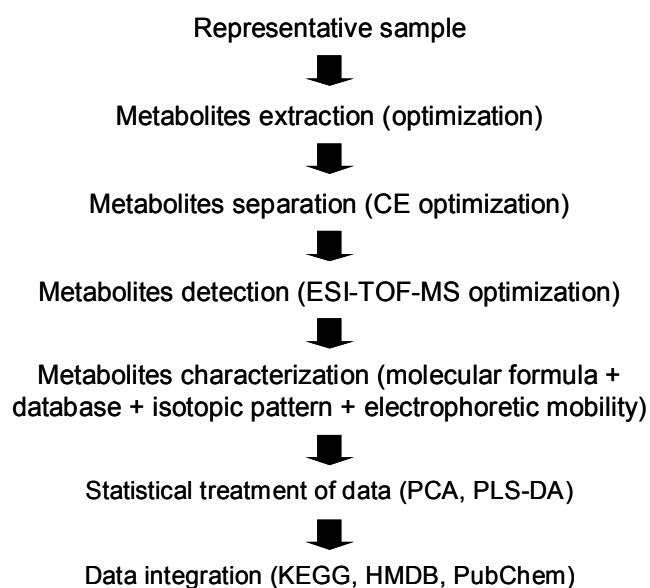 Representative sample
Metabolites extraction (optimization)
Metabolites separation (CE optimization)
Metabolites detection (ESI-TOF-MS optimization)
Metabolites characterization (molecular formula +
database + isotopic pattern + electrophoretic mobility)
Statistical treatment of data (PCA, PLS-DA)
Data integration (KEGG, HMDB, PubChem)